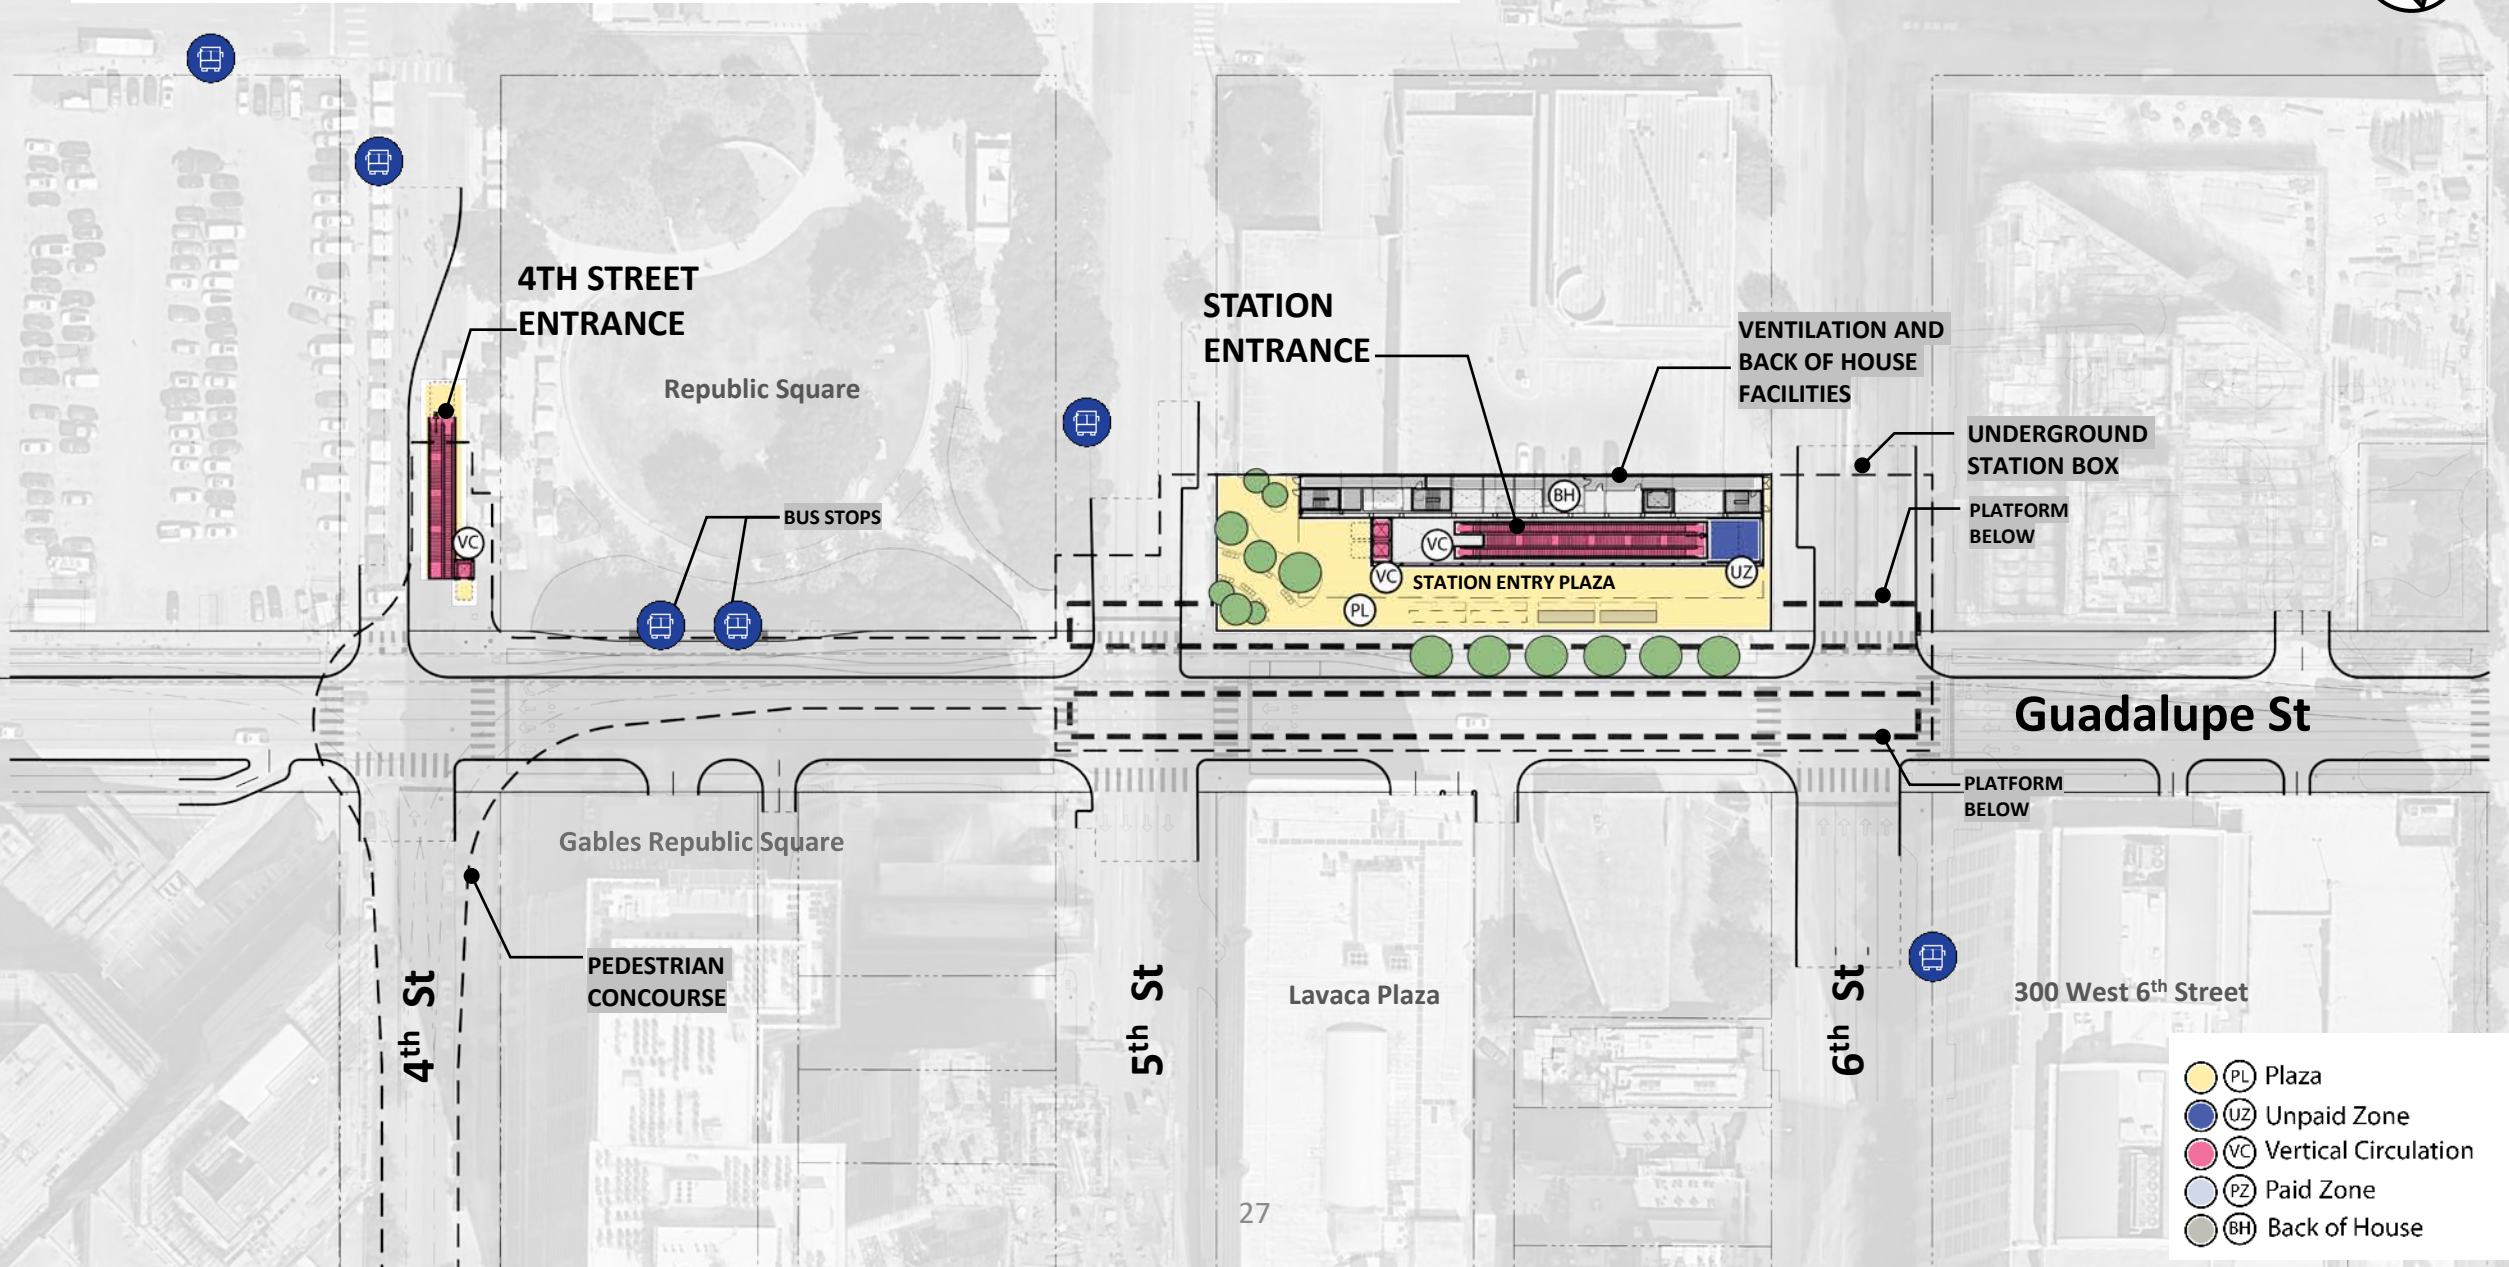 4TH STREET
ENTRANCE
Republic Square
STATION
ENTRANCE
VENTILATION AND
BACK OF HOUSE
FACILITIES
UNDERGROUND
STATION BOX
PLATFORM
BELOW
BUS STOPS
BH
VC
VC
VC
UZ
STATION ENTRY PLAZA
PL
Guadalupe St
PLATFORM
BELOW
Gables Republic Square
PEDESTRIAN
CONCOURSE
4th St
5th St
6th St
Lavaca Plaza
300 West 6th Street
PL Plaza
UZ Unpaid Zone
VC Vertical Circulation
PZ Paid Zone
BH Back of House
27